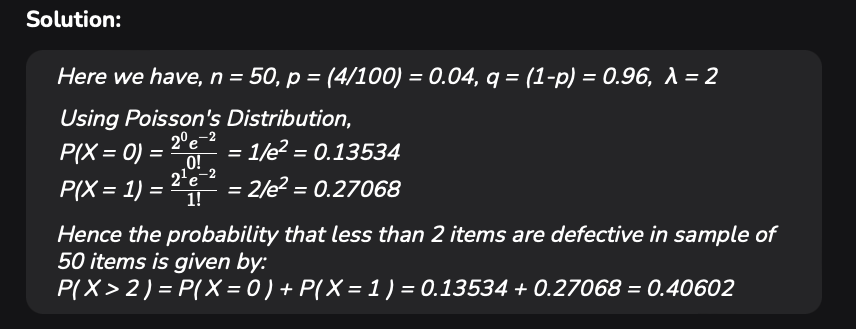 Solution:
Here we have, n = 50, p = (4/100) = 0.04, q = (1-p) = 0.96, λ = 2
Using Poisson's Distribution,
P(X = 0) = \frac{2^0 e^{-2}}{0!} = 1/e² = 0.13534
P(X = 1) = \frac{2^1 e^{-2}}{1!} = 2/e² = 0.27068
Hence the probability that less than 2 items are defective in sample of
50 items is given by:
P( X > 2 ) = P( X = 0 ) + P( X = 1 ) = 0.13534 + 0.27068 = 0.40602